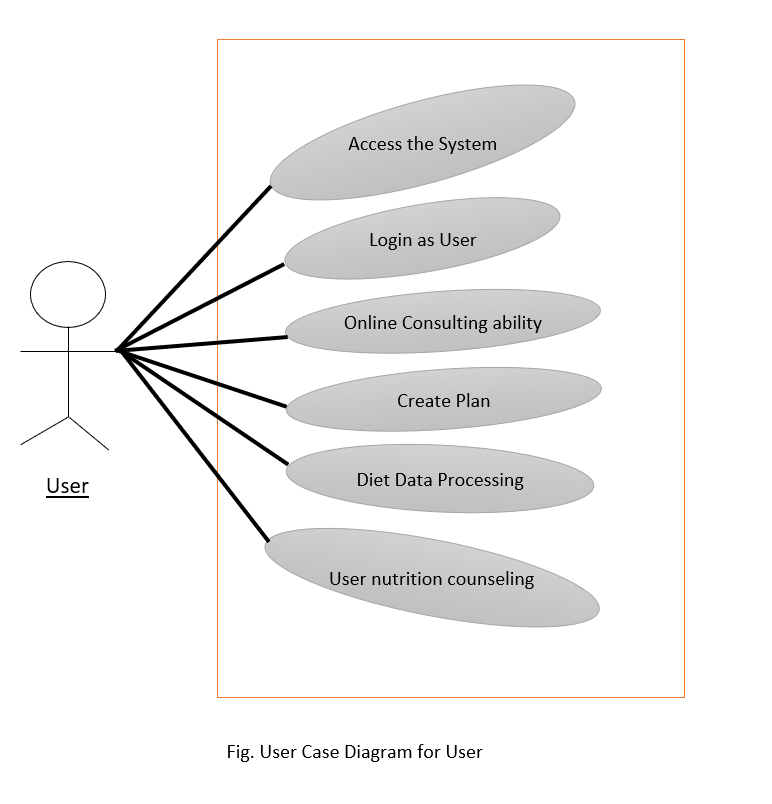 Access the System
Login as User
Online Consulting ability
Create Plan
Diet Data Processing
User nutrition counseling
User
Fig. User Case Diagram for User